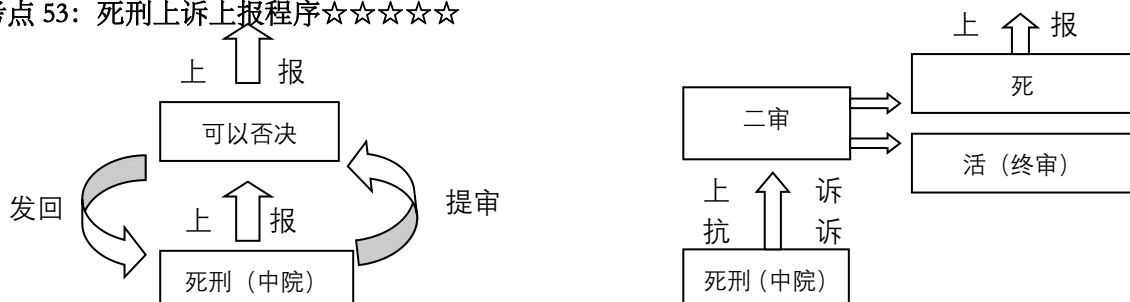 考点 53：死刑上诉上报程序☆☆☆☆☆
上 报
可以否决
发回
上 报
提审
死刑（中院）
上 报
死
二审
活（终审）
上 诉
抗 诉
死刑（中院）